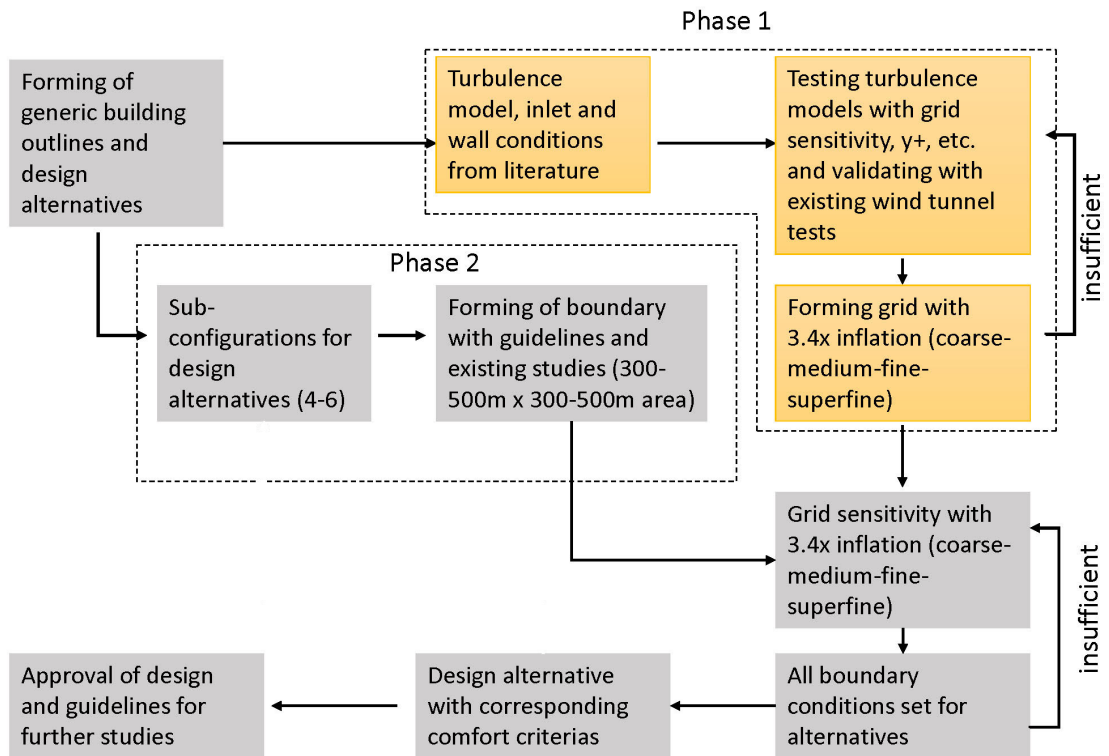 Phase 1
Forming of
generic building
outlines and
design
alternatives
Turbulence
model, inlet and
wall conditions
from literature
Testing turbulence
models with grid
sensitivity, y+, etc.
and validating with
existing wind tunnel
tests
insufficient
Phase 2
Sub-
configurations for
design
alternatives (4-6)
Forming of boundary
with guidelines and
existing studies (300-
500m x 300-500m area)
Forming grid with
3.4x inflation (coarse-
medium-fine-
superfine)
Grid sensitivity with
3.4x inflation (coarse-
medium-fine-
superfine)
insufficient
Approval of design
and guidelines for
further studies
Design alternative
with corresponding
comfort criterias
All boundary
conditions set for
alternatives